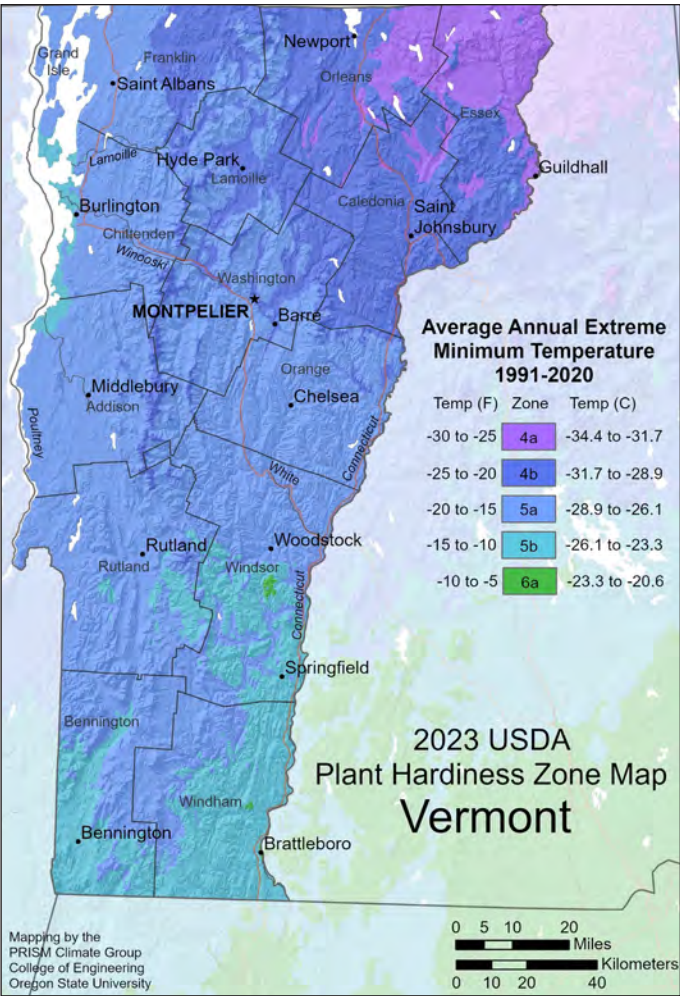 Grand
Isle
Franklin
Saint Albans
Newport
Orleans
Essex
Lamoille
Hyde Park
Lamoille
Guildhall
Burlington
Caledonia
Saint
Johnsbury
Chittenden
Winooski
Washington
MONTPELIER
Barre
Orange
Middlebury
Addison
Chelsea
Poultney
Connecticut
White
Rutland
Rutland
Woodstock
Windsor
Connecticut
Springfield
Bennington
Windham
Bennington
Brattleboro
Average Annual Extreme
Minimum Temperature
1991-2020
Temp (F) Zone Temp (C)
-30 to -25 4a -34.4 to -31.7
-25 to -20 4b -31.7 to -28.9
-20 to -15 5a -28.9 to -26.1
-15 to -10 5b -26.1 to -23.3
-10 to -5 6a -23.3 to -20.6
2023 USDA
Plant Hardiness Zone Map
Vermont
Mapping by the
PRISM Climate Group
College of Engineering
Oregon State University
0 5 10 20
Miles
Kilometers
0 10 20 40